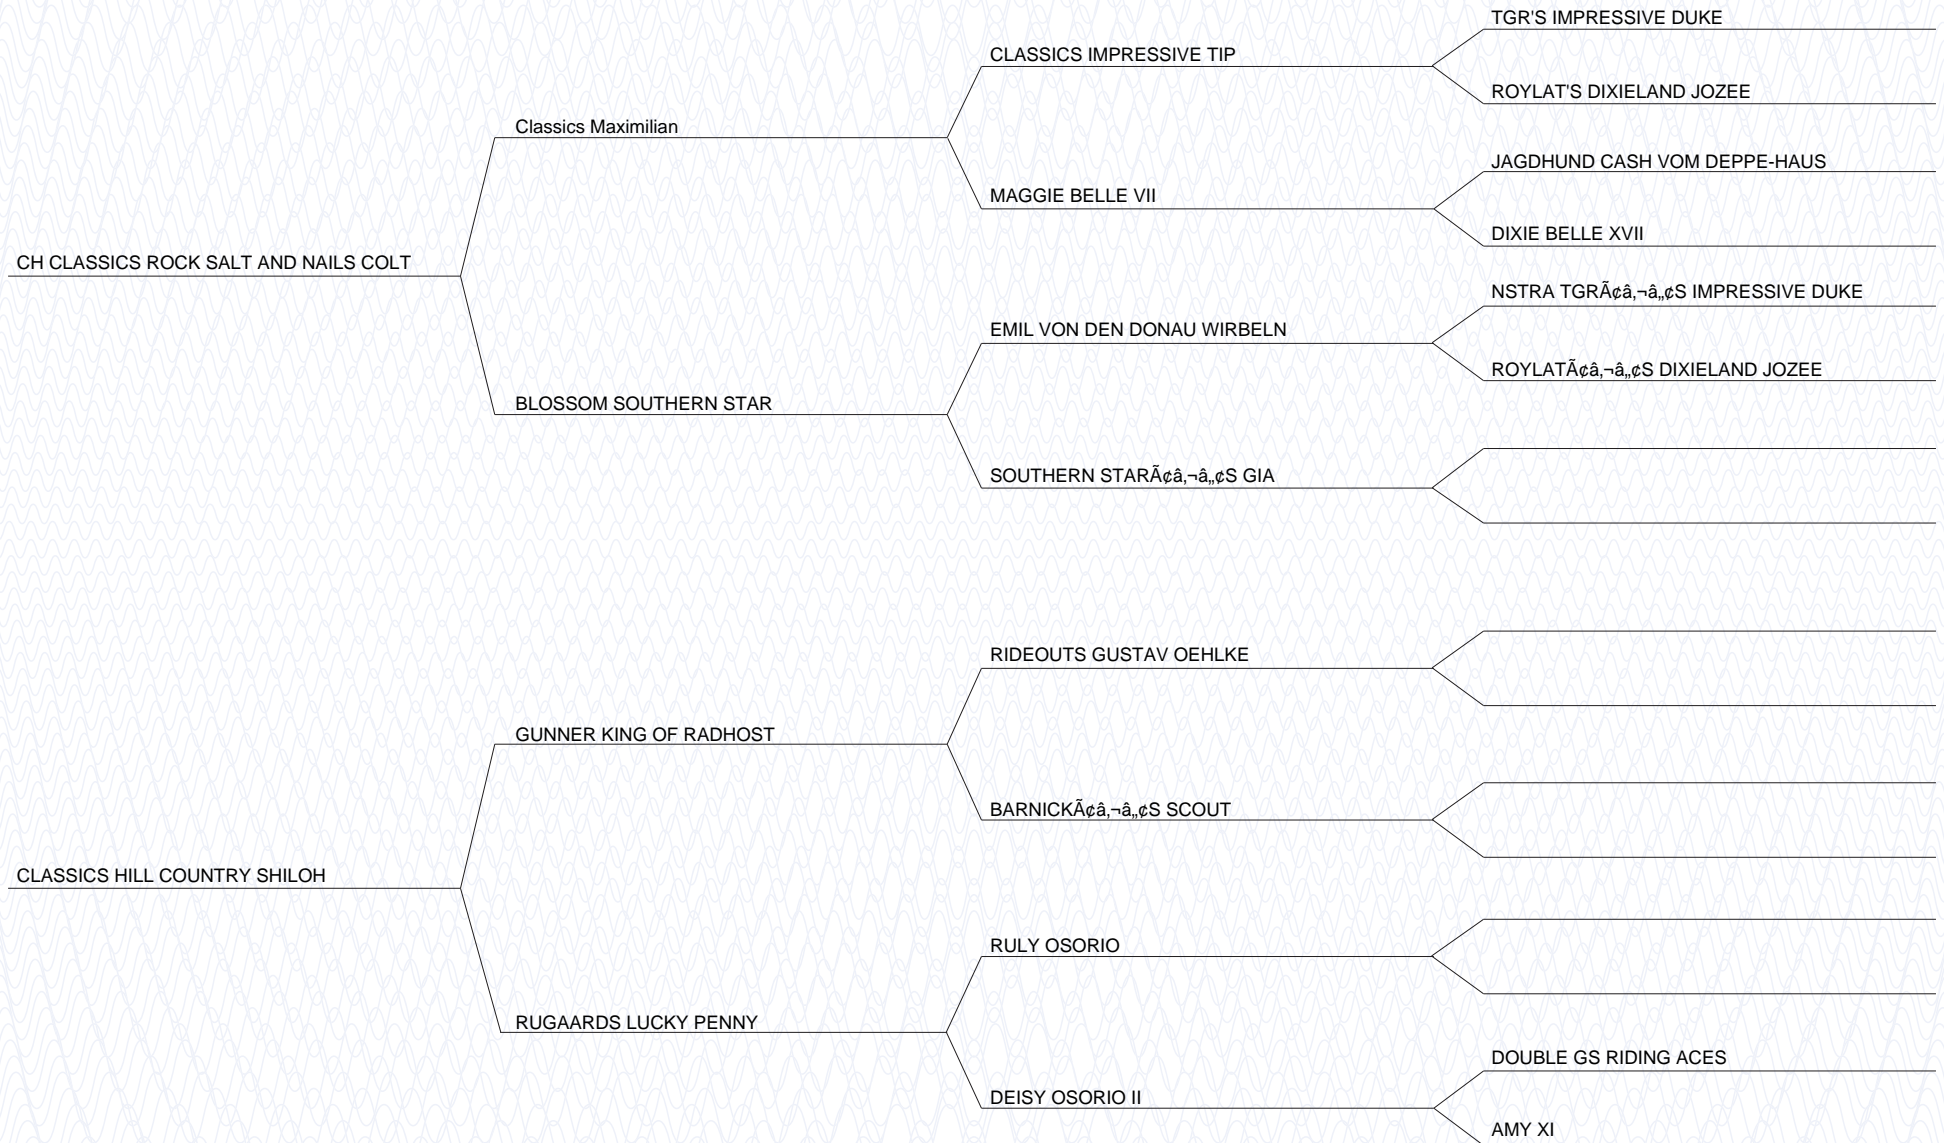 TGR'S IMPRESSIVE DUKE
CLASSICS IMPRESSIVE TIP
ROYLAT'S DIXIELAND JOZEE
Classics Maximilian
JAGDHUND CASH VOM DEPPE-HAUS
MAGGIE BELLE VII
DIXIE BELLE XVII
CH CLASSICS ROCK SALT AND NAILS COLT
NSTRA TGRÃ¢â‚¬â„¢S IMPRESSIVE DUKE
EMIL VON DEN DONAU WIRBELN
ROYLATÃ¢â‚¬â„¢S DIXIELAND JOZEE
BLOSSOM SOUTHERN STAR
SOUTHERN STARÃ¢â‚¬â„¢S GIA
RIDEOUTS GUSTAV OEHLKE
GUNNER KING OF RADHOST
BARNICKÃ¢â‚¬â„¢S SCOUT
CLASSICS HILL COUNTRY SHILOH
RULY OSORIO
RUGAARDS LUCKY PENNY
DOUBLE GS RIDING ACES
DEISY OSORIO II
AMY XI